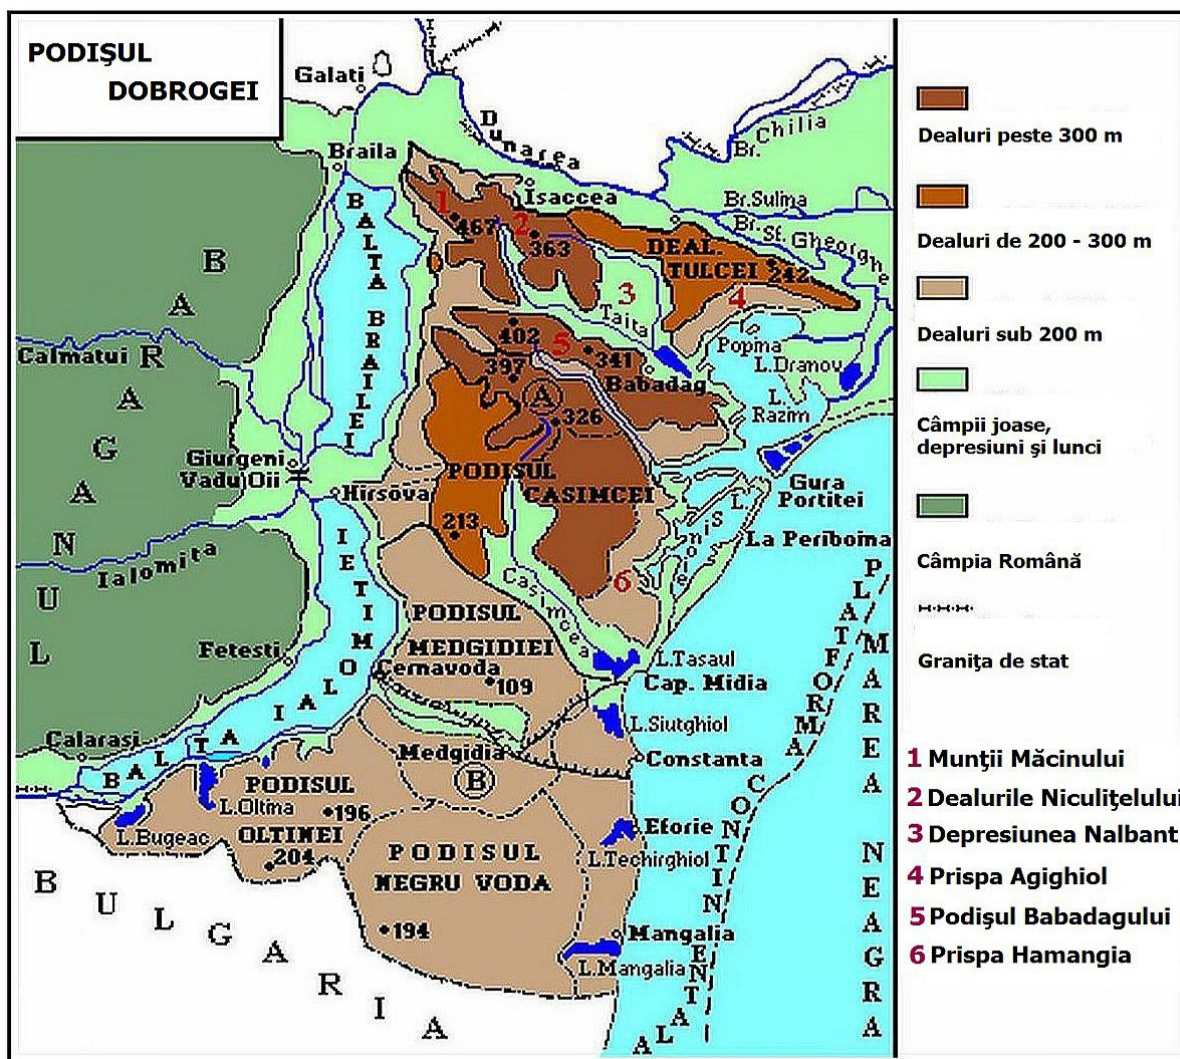 PODIŞUL
DOBROGEI
Galaţi
Braila
Dunarea
Isaccea
Br. Chilia
Br.Sulina
Br.St.Gheorghe
1
467
2
363
DEAL.
TULCEI
242
3
4
Taita
BALTA BRAILEI
BARAGANUL
Calmatui
402
5
341
397
Babadag
Popina
L.Dranov
L.
Razim
A
326
Giurgeni
Vadu Oii
Hirsova
PODISUL
CASIMCEI
213
Gura
Portitei
L. Sinoie
La Periboina
Ialomita
6
Casimcea
PODISUL
MEDGIDIEI
Fetesti
Cernavoda
109
L.Tasaul
Cap. Midia
L.Siutghiol
BALTA IALOMITEI
Calarasi
Medgidia
B
Constanta
PODISUL
L.Oltina
196
OLTINEI
204
L.Bugeac
Eforie
L.Techirghiol
PODISUL
NEGRU VODA
194
Mangalia
L.Mangalia
BULGARIA
PLATFORMA
CONTINENTALA
MAREA NEAGRA
Dealuri peste 300 m
Dealuri de 200 - 300 m
Dealuri sub 200 m
Câmpii joase,
depresiuni şi lunci
Câmpia Română
Graniţa de stat
1 Munţii Măcinului
2 Dealurile Niculiţelului
3 Depresiunea Nalbant
4 Prispa Agighiol
5 Podişul Babadagului
6 Prispa Hamangia